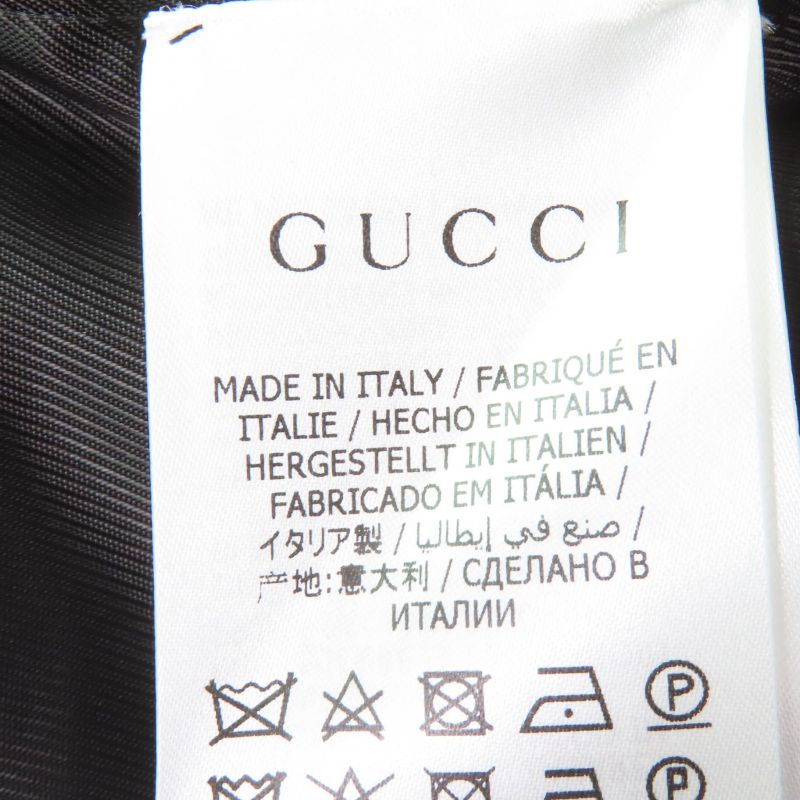 GUCCI
MADE IN ITALY / FABRIQUÉ EN
ITALIE / HECHO EN ITALIA /
HERGESTELLT IN ITALIEN /
FABRICADO EM ITÁLIA /
イタリア製 / صنع في إيطاليا /
产地:意大利 / СДЕЛАНО В
ИТАЛИИ
P
P